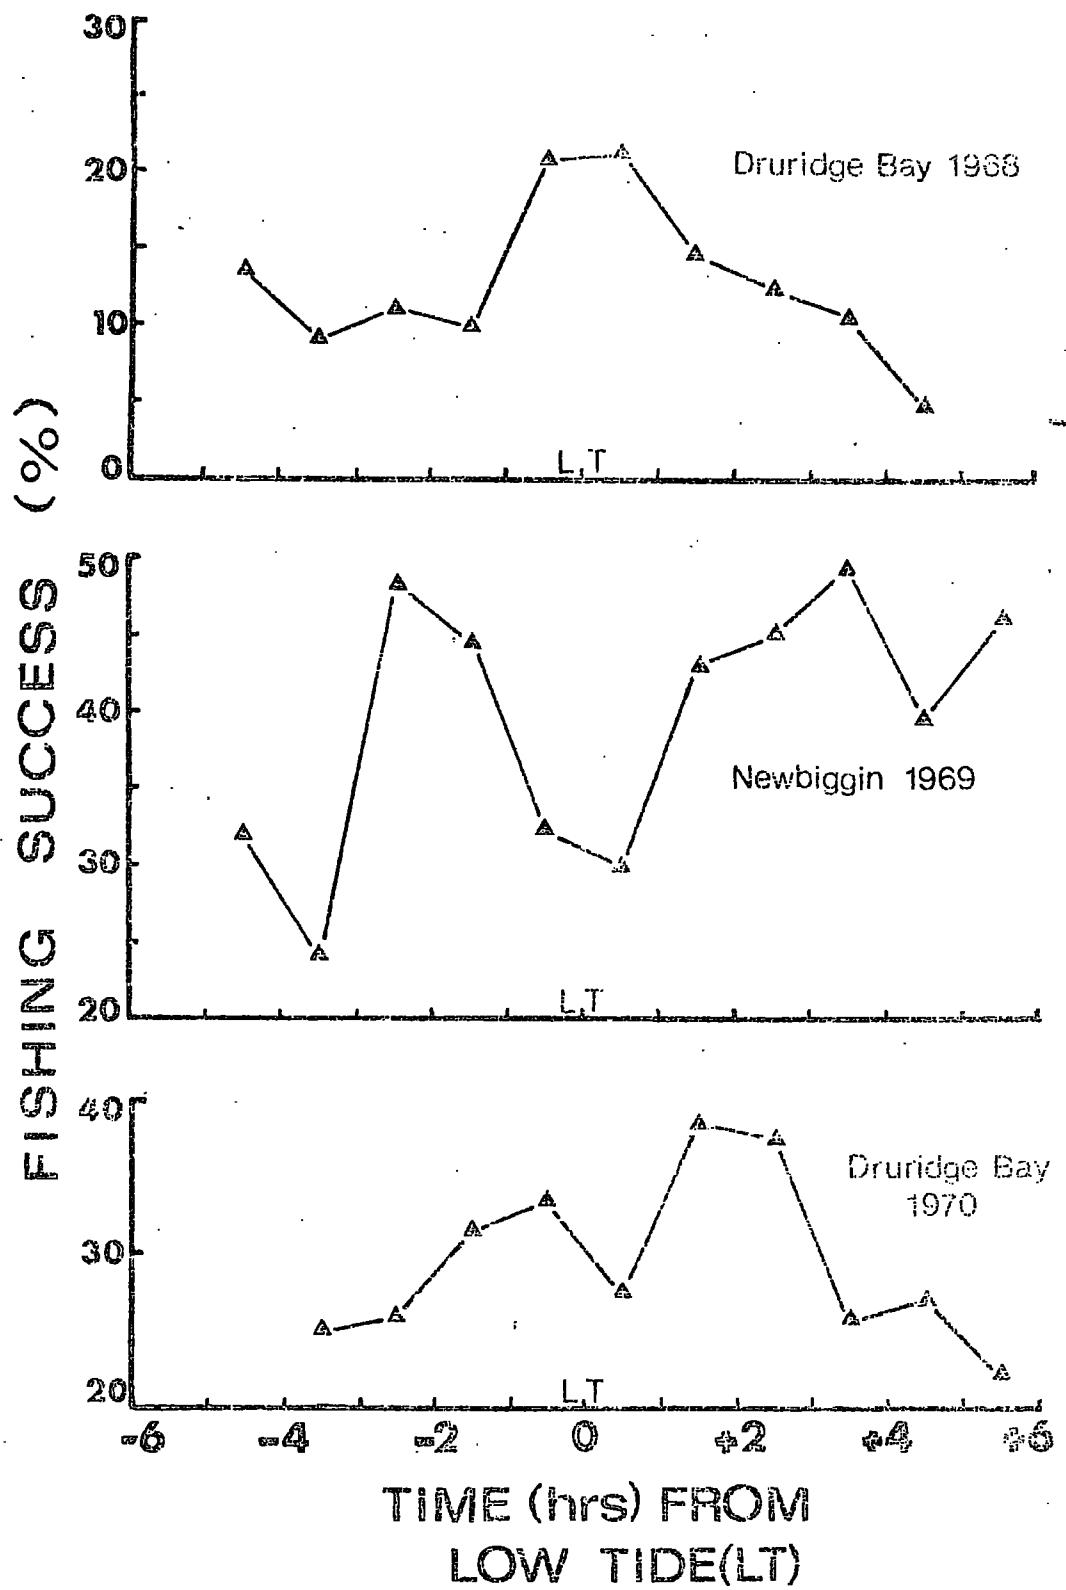 FISHING SUCCESS (%)
30
20
10
0
Druridge Bay 1968
L.T
50
40
30
20
Newbiggin 1969
L.T
40
30
20
Druridge Bay
1970
L.T
-6 -4 -2 0 +2 +4 +6
TIME (hrs) FROM
LOW TIDE(LT)